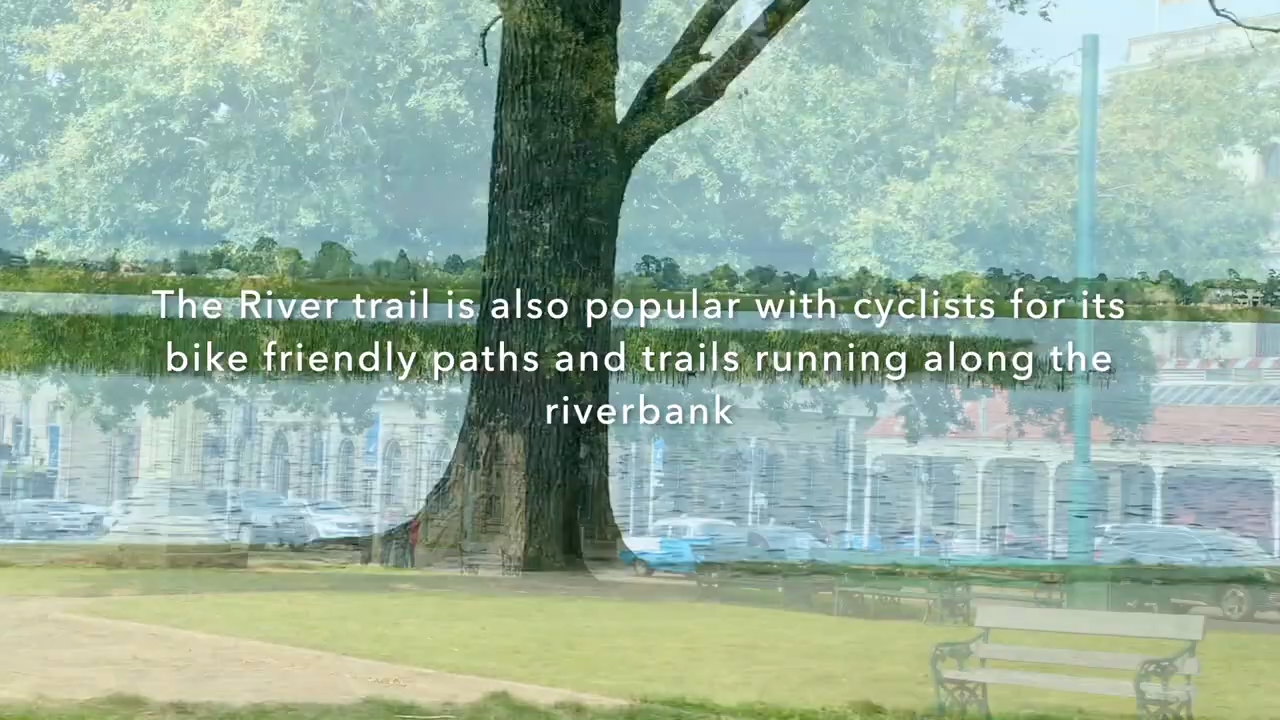 The River trail is also popular with cyclists for its
bike friendly paths and trails running along the
riverbank